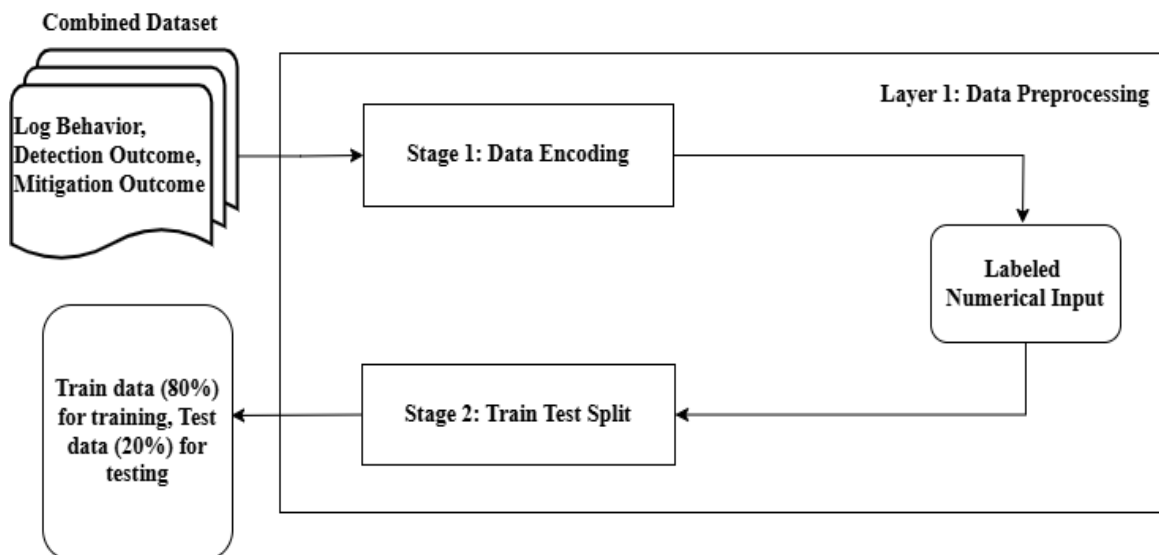 Combined Dataset
Layer 1: Data Preprocessing
Log Behavior,
Detection Outcome,
Mitigation Outcome
Stage 1: Data Encoding
Labeled
Numerical Input
Stage 2: Train Test Split
Train data (80%)
for training, Test
data (20%) for
testing